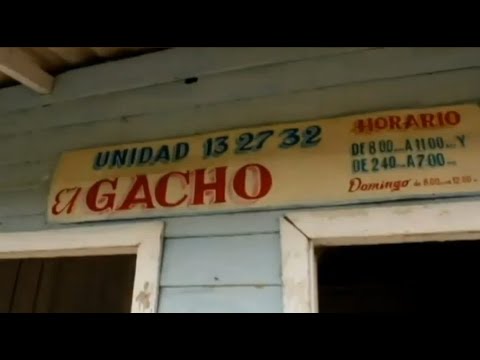 UNIDAD 13 27 32
El GACHO
HORARIO
DE 8 00 A 11 00 Y
DE 2 40 A 7 00
Domingo de 8.00 12.00